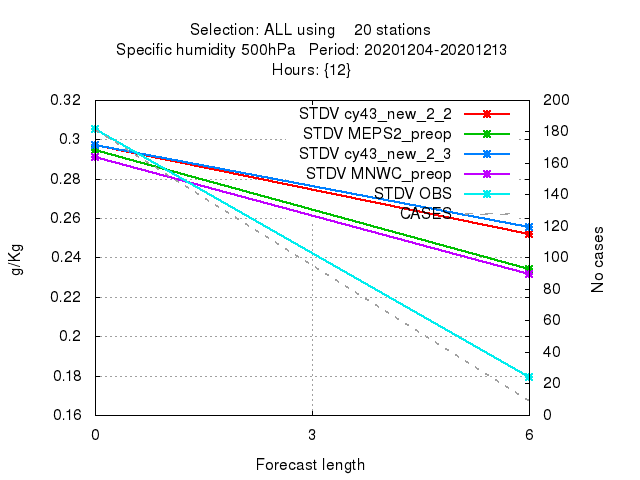 Selection: ALL using    20 stations
Specific humidity 500hPa   Period: 20201204-20201213
Hours: {12}
0.32
0.3
0.28
0.26
0.24
0.22
0.2
0.18
0.16
g/Kg
STDV cy43_new_2_2
STDV MEPS2_preop
STDV cy43_new_2_3
STDV MNWC_preop
STDV OBS
CASES
200
180
160
140
120
100
80
60
40
20
0
No cases
0 3 6
Forecast length